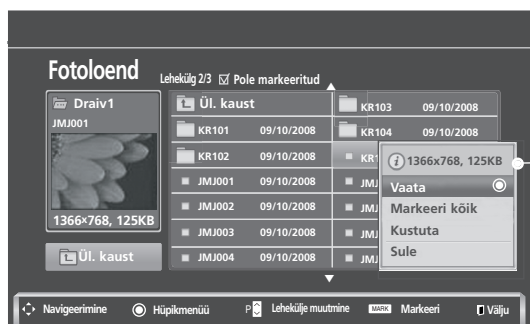 Fotoloend Lehekülg 2/3 Pole markeeritud
Draiv1
JMJ001
1366x768, 125KB
Ül. kaust
Ül. kaust
KR101 09/10/2008
KR102 09/10/2008
JMJ001 09/10/2008
JMJ002 09/10/2008
JMJ003 09/10/2008
JMJ004 09/10/2008
KR103 09/10/2008
KR104 09/10/2008
1366x768, 125KB
Vaata
Markeeri kõik
Kustuta
Sule
Navigeerimine Hüpikmenüü P Lehekülje muutmine MARK Markeeri Välju